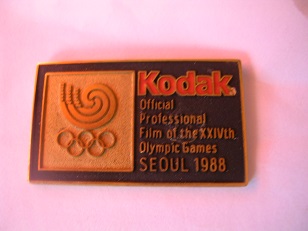 Kodak
Official
Professional
Film of the XXIVth
Olympic Games
SEOUL 1988